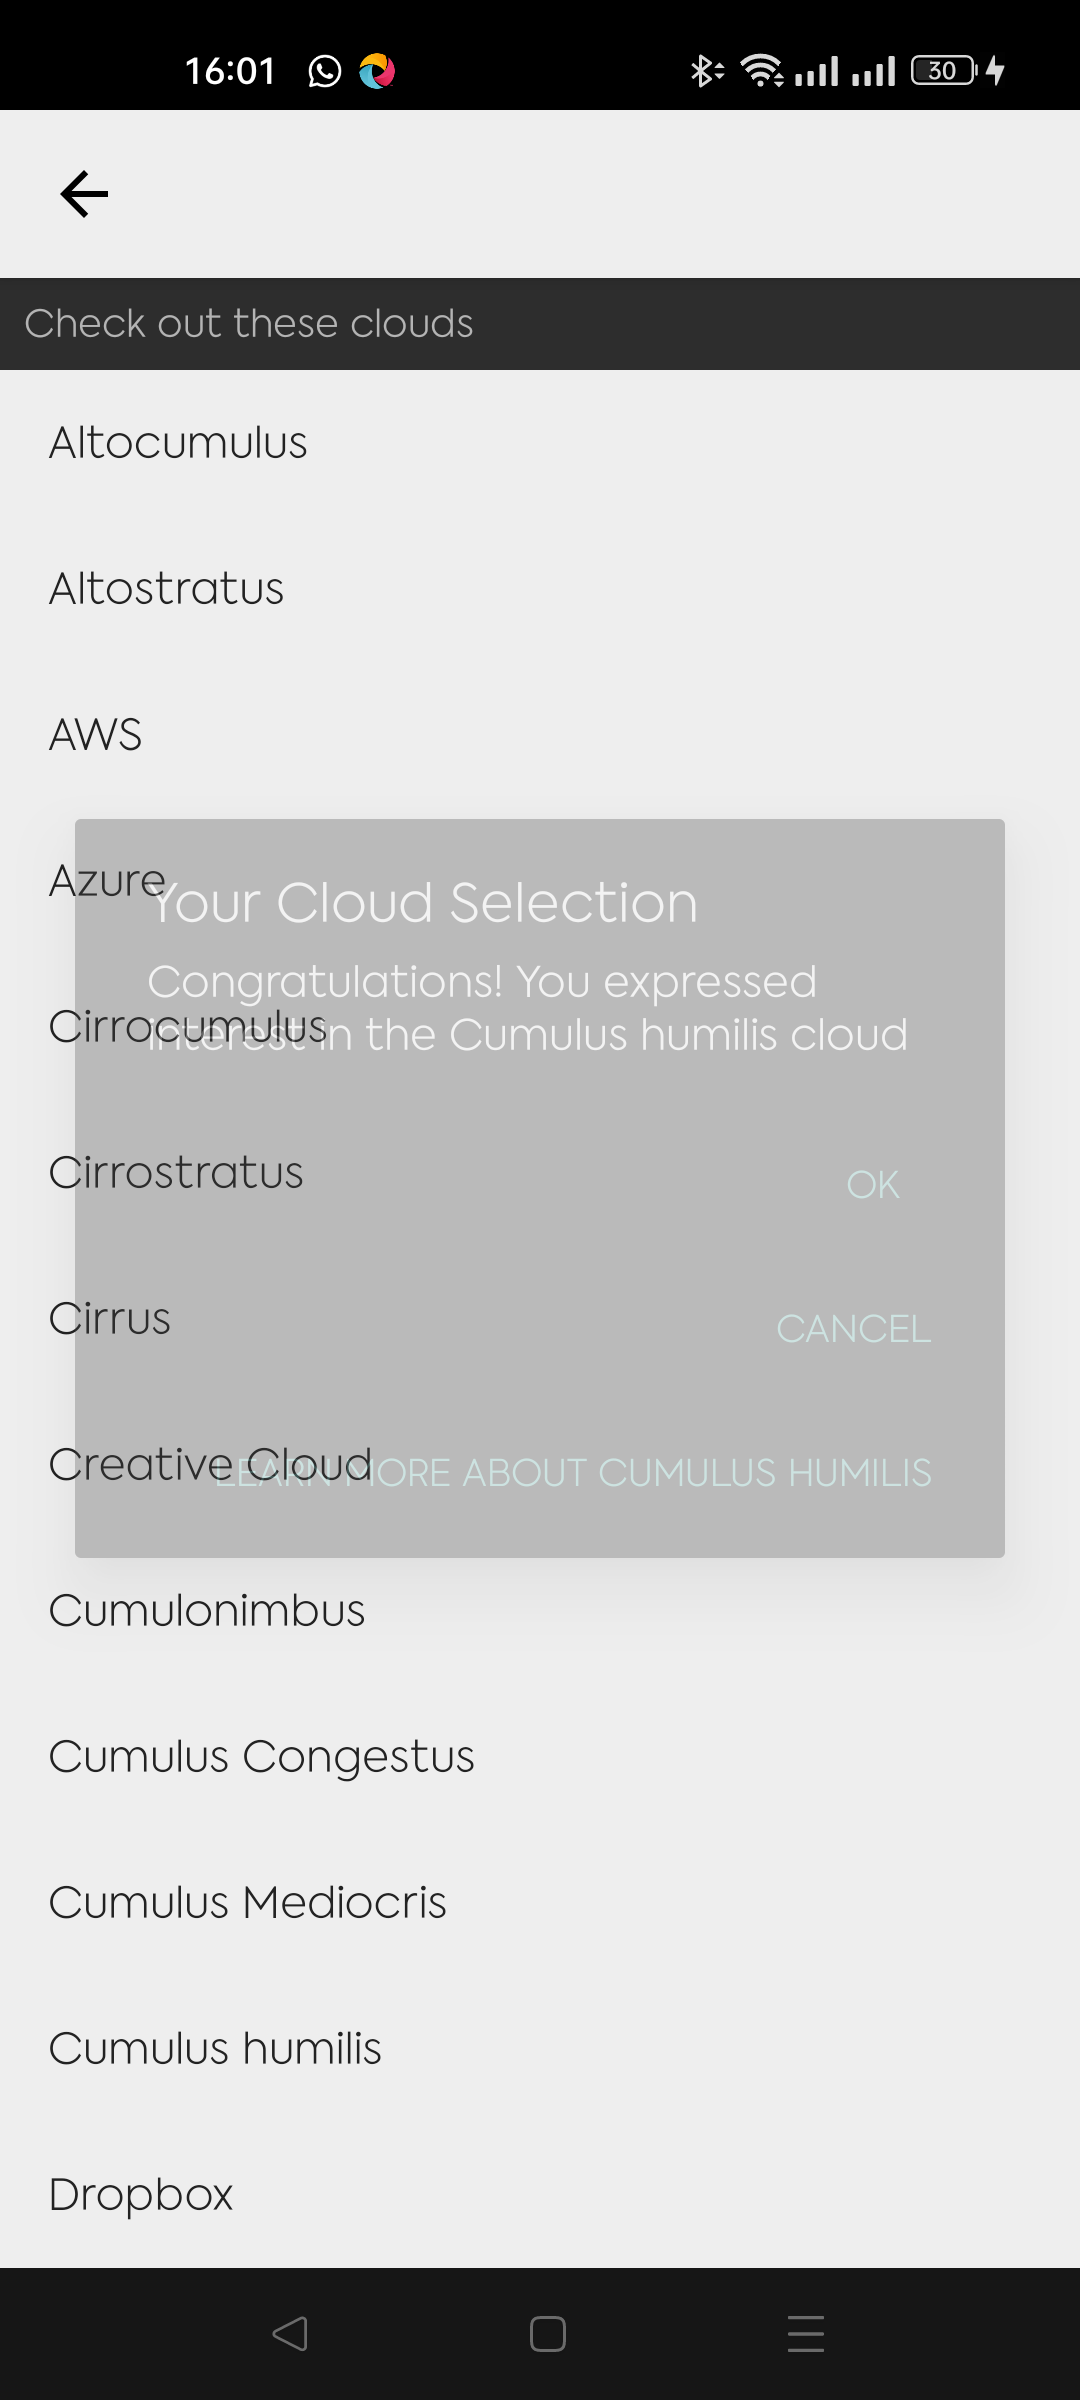 16:01
30
Check out these clouds
Altocumulus
Altostratus
AWS
Azure
Your Cloud Selection
Congratulations! You expressed
interest in the Cumulus humilis cloud
Cirrocumulus
Cirrostratus
OK
Cirrus
CANCEL
Creative Cloud
LEARN MORE ABOUT CUMULUS HUMILIS
Cumulonimbus
Cumulus Congestus
Cumulus Mediocris
Cumulus humilis
Dropbox